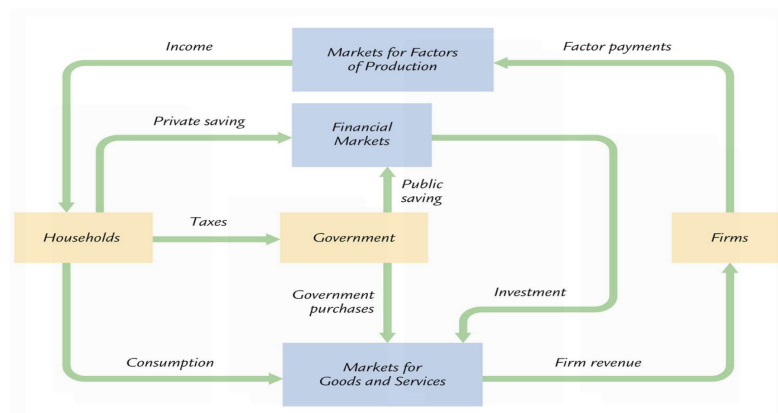 Income
Markets for Factors
of Production
Factor payments
Private saving
Financial
Markets
Public
saving
Households
Taxes
Government
Firms
Government
purchases
Investment
Consumption
Markets for
Goods and Services
Firm revenue